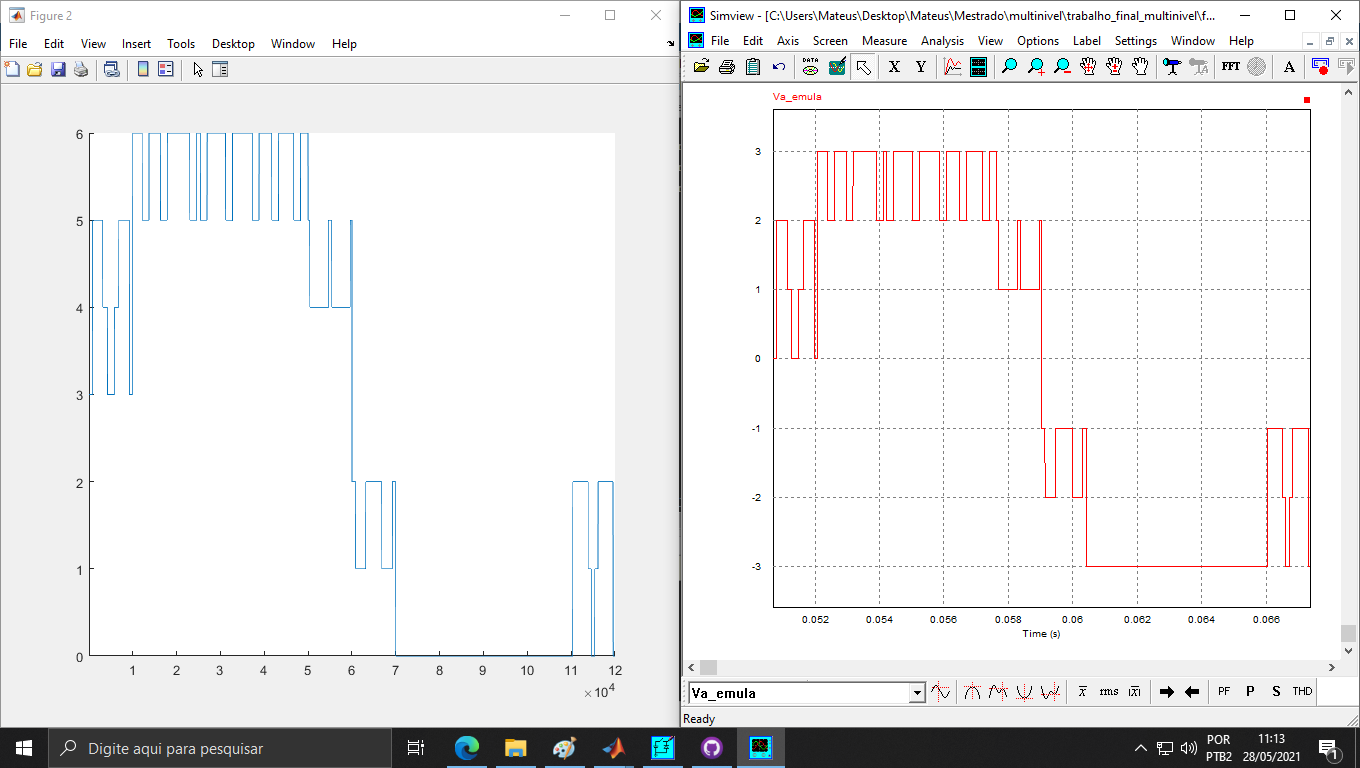 Figure 2
File Edit View Insert Tools Desktop Window Help
6
5
4
3
2
1
0
1 2 3 4 5 6 7 8 9 10 11 12
×10^4
Simview - [C:\Users\Mateus\Desktop\Mateus\Mestrado\multinivel\trabalho_final_multinivel\f...
File Edit Axis Screen Measure Analysis View Options Label Settings Window Help
DATA X Y FFT A
Va_emula
3
2
1
0
-1
-2
-3
0.052 0.054 0.056 0.058 0.06 0.062 0.064 0.066
Time (s)
Va_emula x rms |x| PF P S THD
Ready
Digite aqui para pesquisar
POR
PTB2
11:13
28/05/2021
1